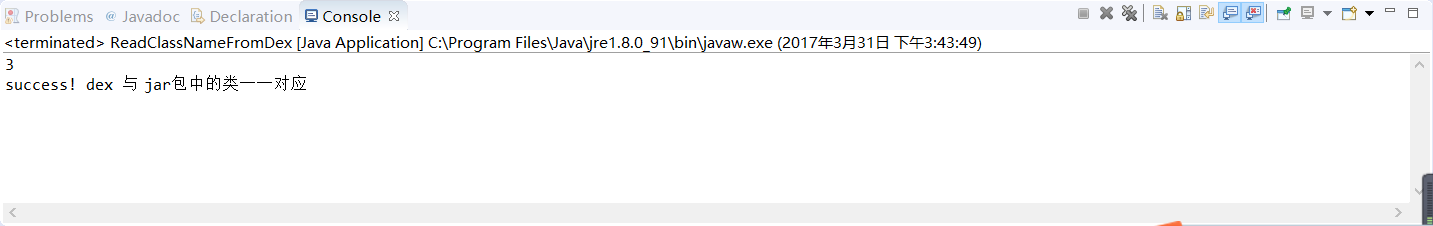 Problems @ Javadoc Declaration Console
<terminated> ReadClassNameFromDex [Java Application] C:\Program Files\Java\jre1.8.0_91\bin\javaw.exe (2017年3月31日 下午3:43:49)
3
success! dex 与 jar包中的类一一对应